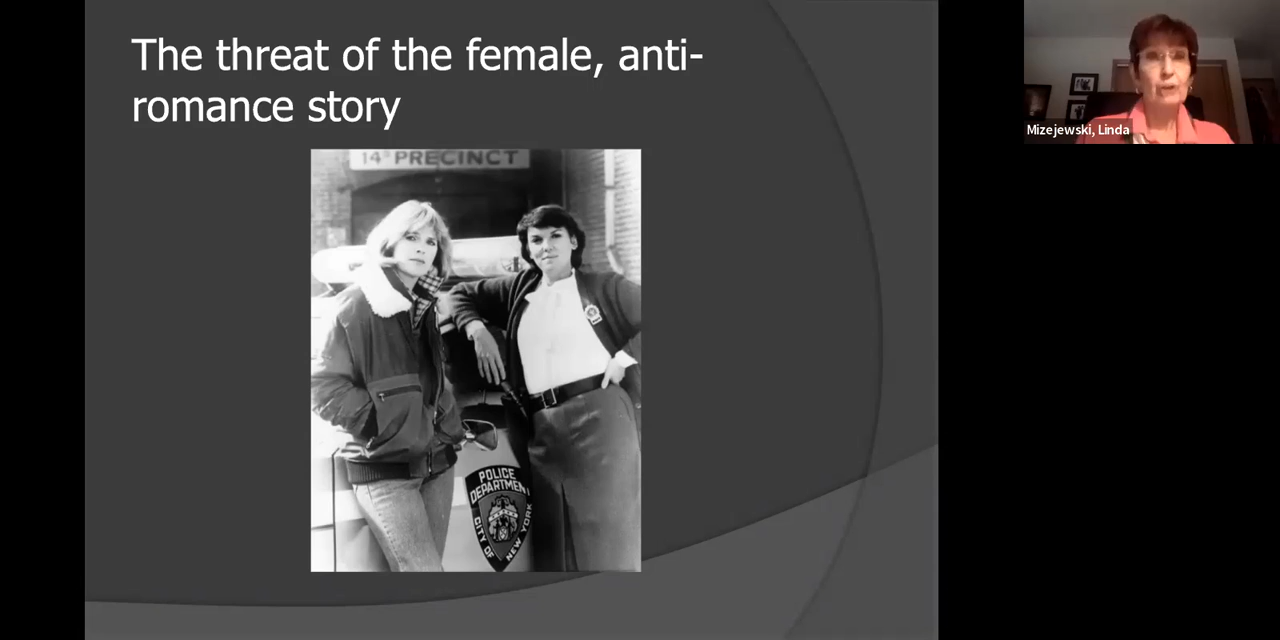 The threat of the female, anti-
romance story
14th PRECINCT
POLICE
DEPARTMENT
CITY OF
NEW YORK
Mizejewski, Linda